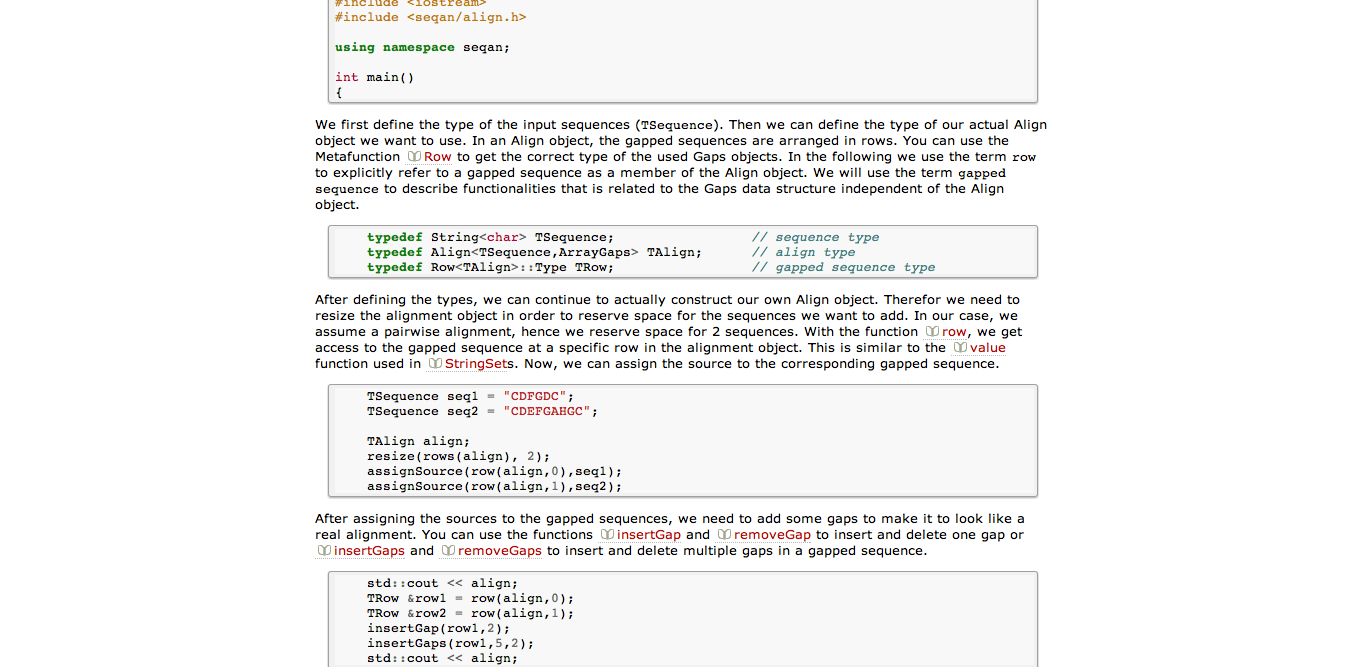 #include <iostream>
#include <seqan/align.h>
using namespace seqan;
int main()
{
We first define the type of the input sequences (TSequence). Then we can define the type of our actual Align
object we want to use. In an Align object, the gapped sequences are arranged in rows. You can use the
Metafunction Row to get the correct type of the used Gaps objects. In the following we use the term row
to explicitly refer to a gapped sequence as a member of the Align object. We will use the term gapped
sequence to describe functionalities that is related to the Gaps data structure independent of the Align
object.
typedef String<char> TSequence; // sequence type
typedef Align<TSequence,ArrayGaps> TAlign; // align type
typedef Row<TAlign>::Type TRow; // gapped sequence type
After defining the types, we can continue to actually construct our own Align object. Therefor we need to
resize the alignment object in order to reserve space for the sequences we want to add. In our case, we
assume a pairwise alignment, hence we reserve space for 2 sequences. With the function row, we get
access to the gapped sequence at a specific row in the alignment object. This is similar to the value
function used in StringSets. Now, we can assign the source to the corresponding gapped sequence.
TSequence seq1 = "CDFGDC";
TSequence seq2 = "CDEFGAHGC";
TAlign align;
resize(rows(align), 2);
assignSource(row(align,0),seq1);
assignSource(row(align,1),seq2);
After assigning the sources to the gapped sequences, we need to add some gaps to make it to look like a
real alignment. You can use the functions insertGap and removeGap to insert and delete one gap or
insertGaps and removeGaps to insert and delete multiple gaps in a gapped sequence.
std::cout << align;
TRow &row1 = row(align,0);
TRow &row2 = row(align,1);
insertGap(row1,2);
insertGaps(row1,5,2);
std::cout << align;